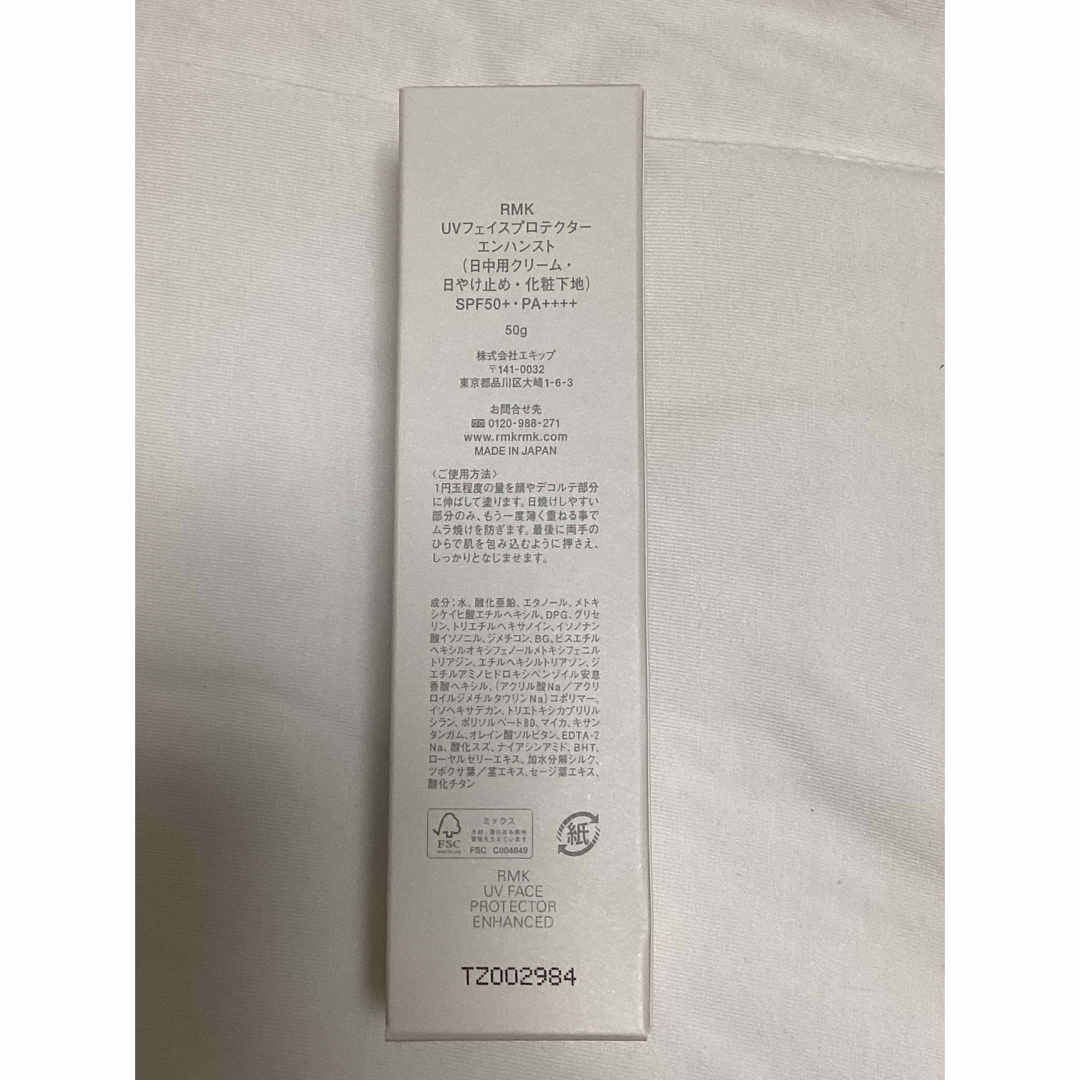 RMK
UVフェイスプロテクター
エンハンスト
(日中用クリーム・
日やけ止め・化粧下地)
SPF50+・PA++++
50g
株式会社エキップ
〒141-0032
東京都品川区大崎1-6-3
お問合せ先
0120-988-271
www.rmkrmk.com
MADE IN JAPAN
〈ご使用方法〉
1円玉程度の量を顔やデコルテ部分
に伸ばして塗ります。日焼けしやすい
部分のみ、もう一度薄く重ねる事で
ムラ焼けを防ぎます。最後に両手の
ひらで肌を包み込むように押さえ、
しっかりとなじませます。
成分:水、酸化亜鉛、エタノール、メトキ
シケイヒ酸エチルヘキシル、DPG、グリセ
リン、トリエチルヘキサノイン、イソノナン
酸イソノニル、ジメチコン、BG、ビスエチル
ヘキシルオキシフェノールメトキシフェニル
トリアジン、エチルヘキシルトリアゾン、ジ
エチルアミノヒドロキシベンゾイル安息
香酸ヘキシル、(アクリル酸Na/アクリ
ロイルジメチルタウリンNa)コポリマー、
イソヘキサデカン、トリエトキシカプリリル
シラン、ポリソルベート80、マイカ、キサン
タンガム、オレイン酸ソルビタン、EDTA-2
Na、酸化スズ、ナイアシンアミド、BHT、
ローヤルゼリーエキス、加水分解シルク、
ツボクサ葉/茎エキス、セージ葉エキス、
酸化チタン
ミックス
FSC
FSC C004049
紙
RMK
UV FACE
PROTECTOR
ENHANCED
TZ002984